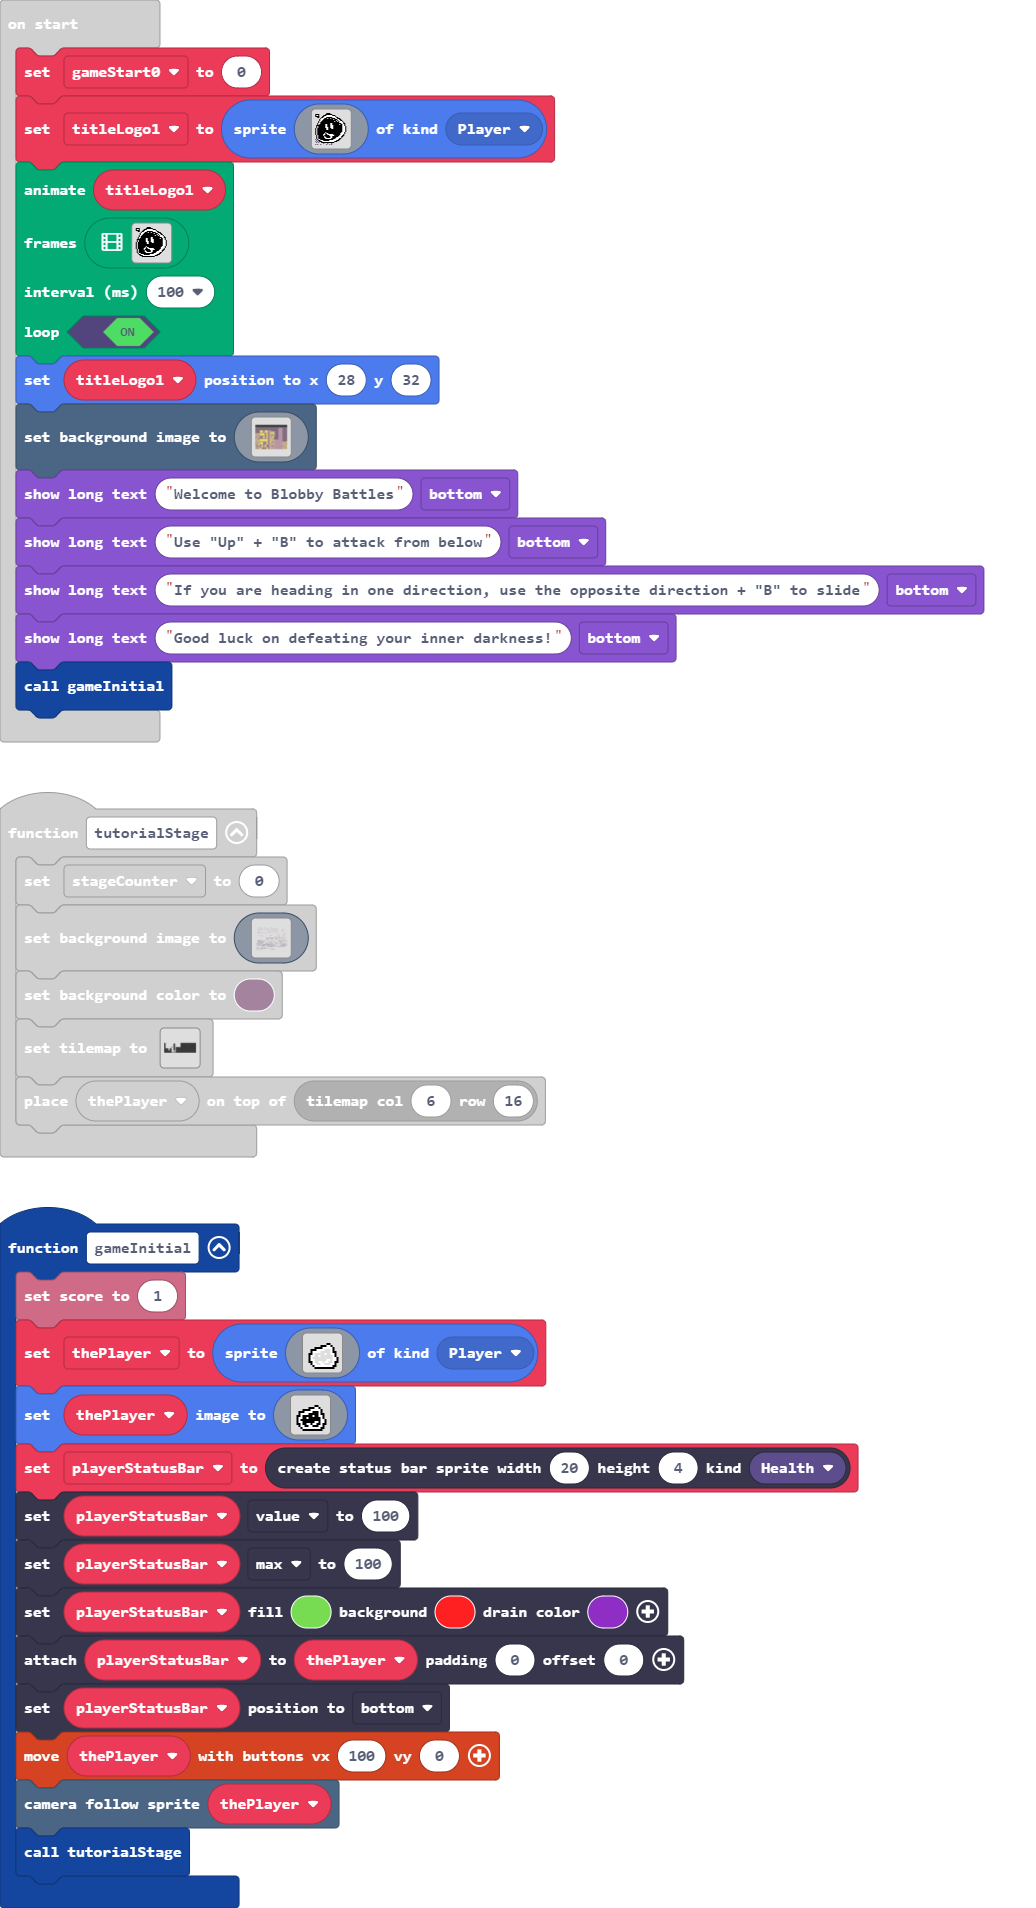 on start
set gameStart0 to 0
set titleLogo1 to sprite of kind Player
animate titleLogo1
frames
interval (ms) 100
loop ON
set titleLogo1 position to x 28 y 32
set background image to
show long text "Welcome to Blobby Battles" bottom
show long text "Use "Up" + "B" to attack from below" bottom
show long text "If you are heading in one direction, use the opposite direction + "B" to slide" bottom
show long text "Good luck on defeating your inner darkness!" bottom
call gameInitial
function tutorialStage
set stageCounter to 0
set background image to
set background color to
set tilemap to
place thePlayer on top of tilemap col 6 row 16
function gameInitial
set score to 1
set thePlayer to sprite of kind Player
set thePlayer image to
set playerStatusBar to create status bar sprite width 20 height 4 kind Health
set playerStatusBar value to 100
set playerStatusBar max to 100
set playerStatusBar fill background drain color
attach playerStatusBar to thePlayer padding 0 offset 0
set playerStatusBar position to bottom
move thePlayer with buttons vx 100 vy 0
camera follow sprite thePlayer
call tutorialStage